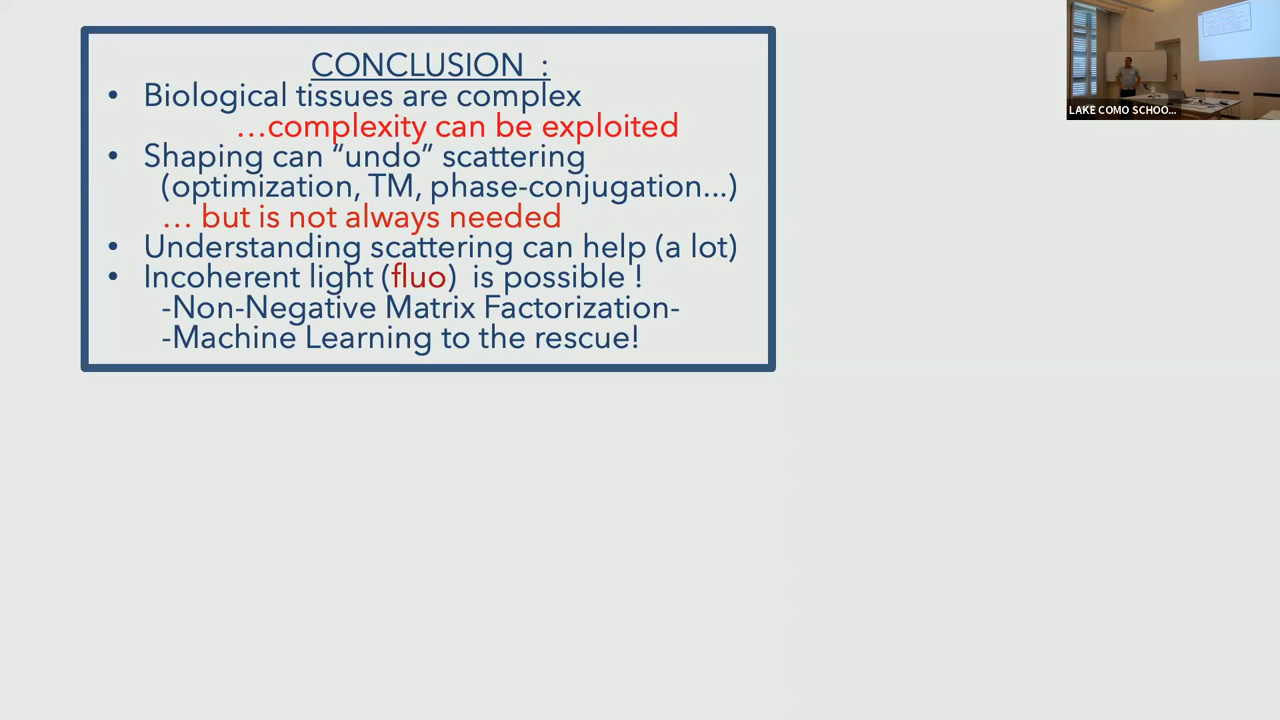 CONCLUSION :
• Biological tissues are complex
…complexity can be exploited
• Shaping can “undo” scattering
(optimization, TM, phase-conjugation...)
… but is not always needed
• Understanding scattering can help (a lot)
• Incoherent light (fluo) is possible !
-Non-Negative Matrix Factorization-
-Machine Learning to the rescue!
LAKE COMO SCHOO...